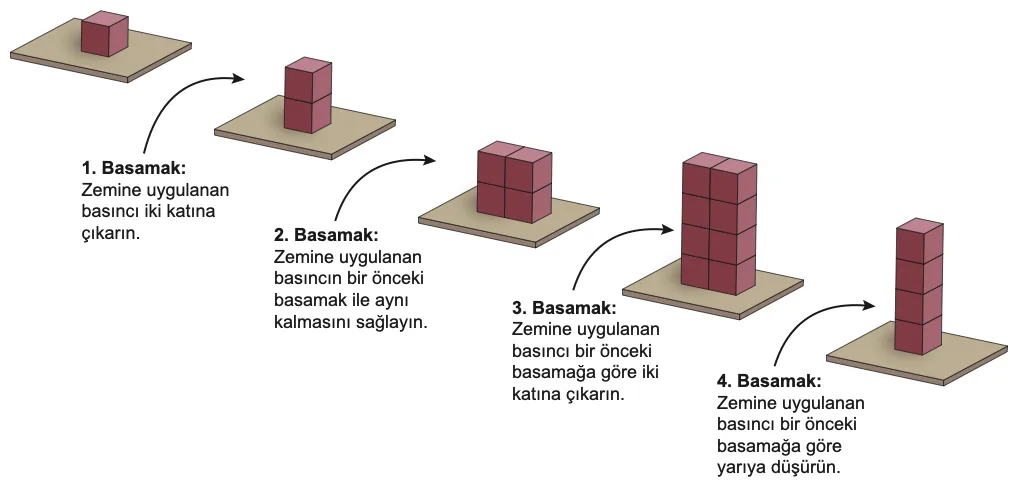 1. Basamak:
Zemine uygulanan
basıncı iki katına
çıkarın.
2. Basamak:
Zemine uygulanan
basıncın bir önceki
basamak ile aynı
kalmasını sağlayın.
3. Basamak:
Zemine uygulanan
basıncı bir önceki
basamağa göre iki
katına çıkarın.
4. Basamak:
Zemine uygulanan
basıncı bir önceki
basamağa göre
yarıya düşürün.